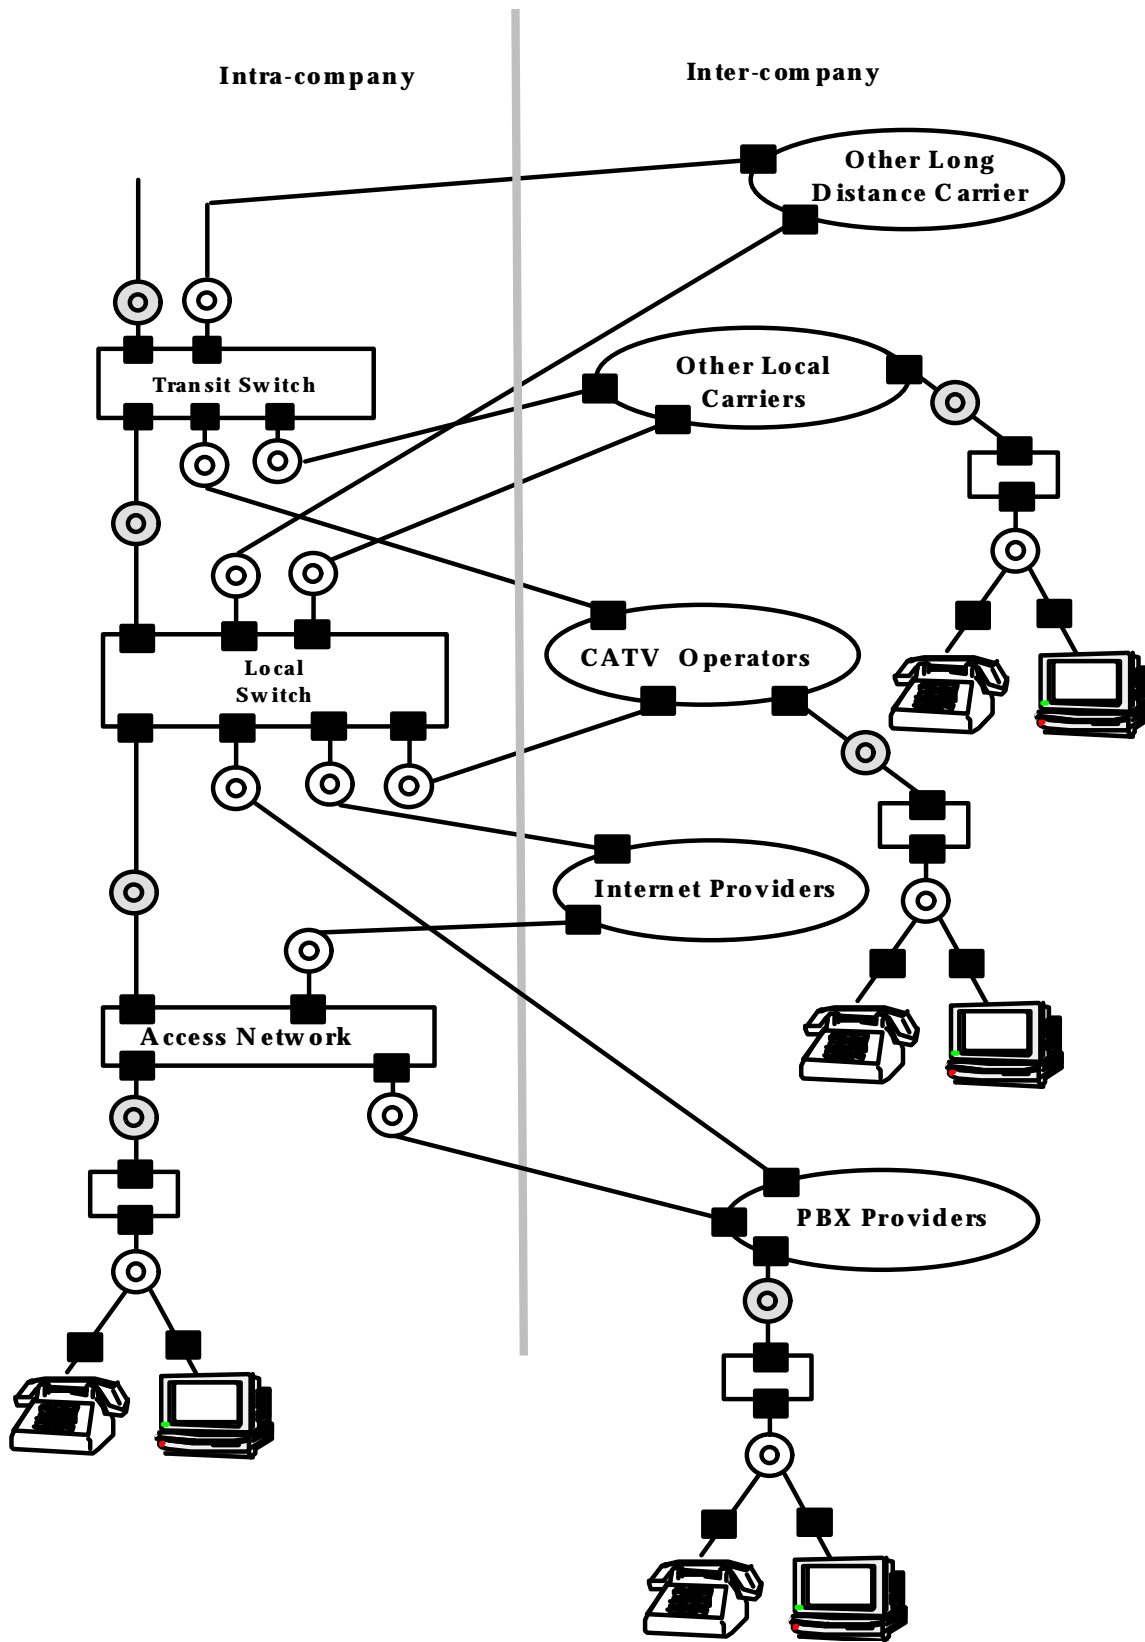 Intra-company
Inter-company
Other Long
Distance Carrier
Transit Switch
Other Local
Carriers
Local
Switch
CATV Operators
Internet Providers
Access Network
PBX Providers